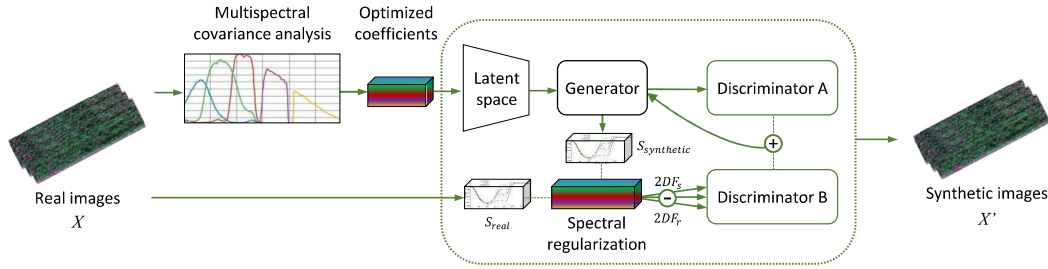 Multispectral
covariance analysis
Optimized
coefficients
Latent
space
Generator
Discriminator A
S_synthetic
+
Real images
X
S_real
Spectral
regularization
2DF_s
−
2DF_r
Discriminator B
Synthetic images
X'